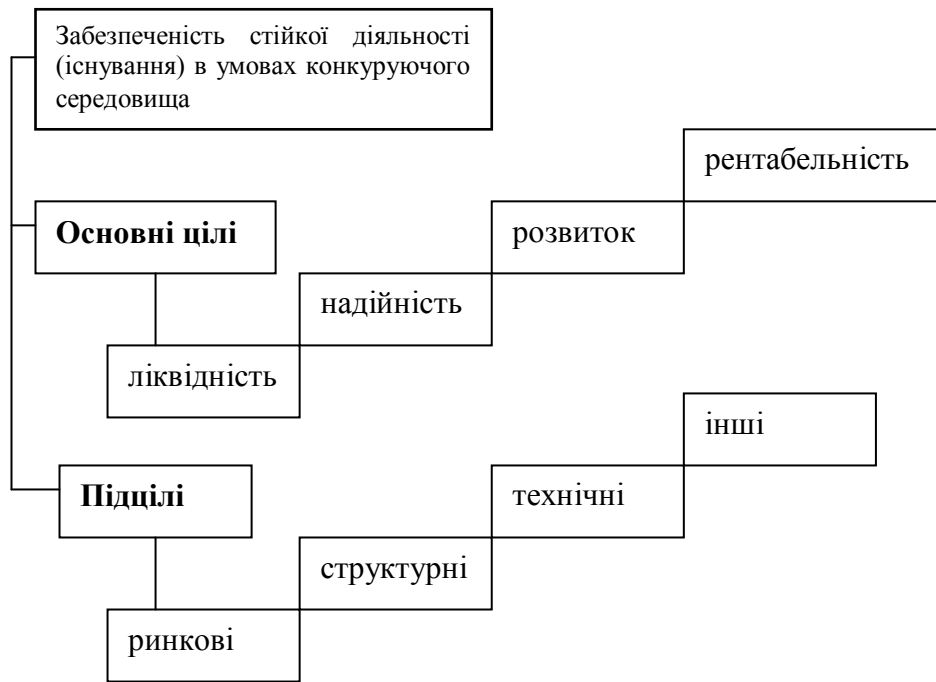 Забезпеченість стійкої діяльності
(існування) в умовах конкуруючого
середовища
рентабельність
Основні цілі
розвиток
надійність
ліквідність
інші
Підцілі
технічні
структурні
ринкові